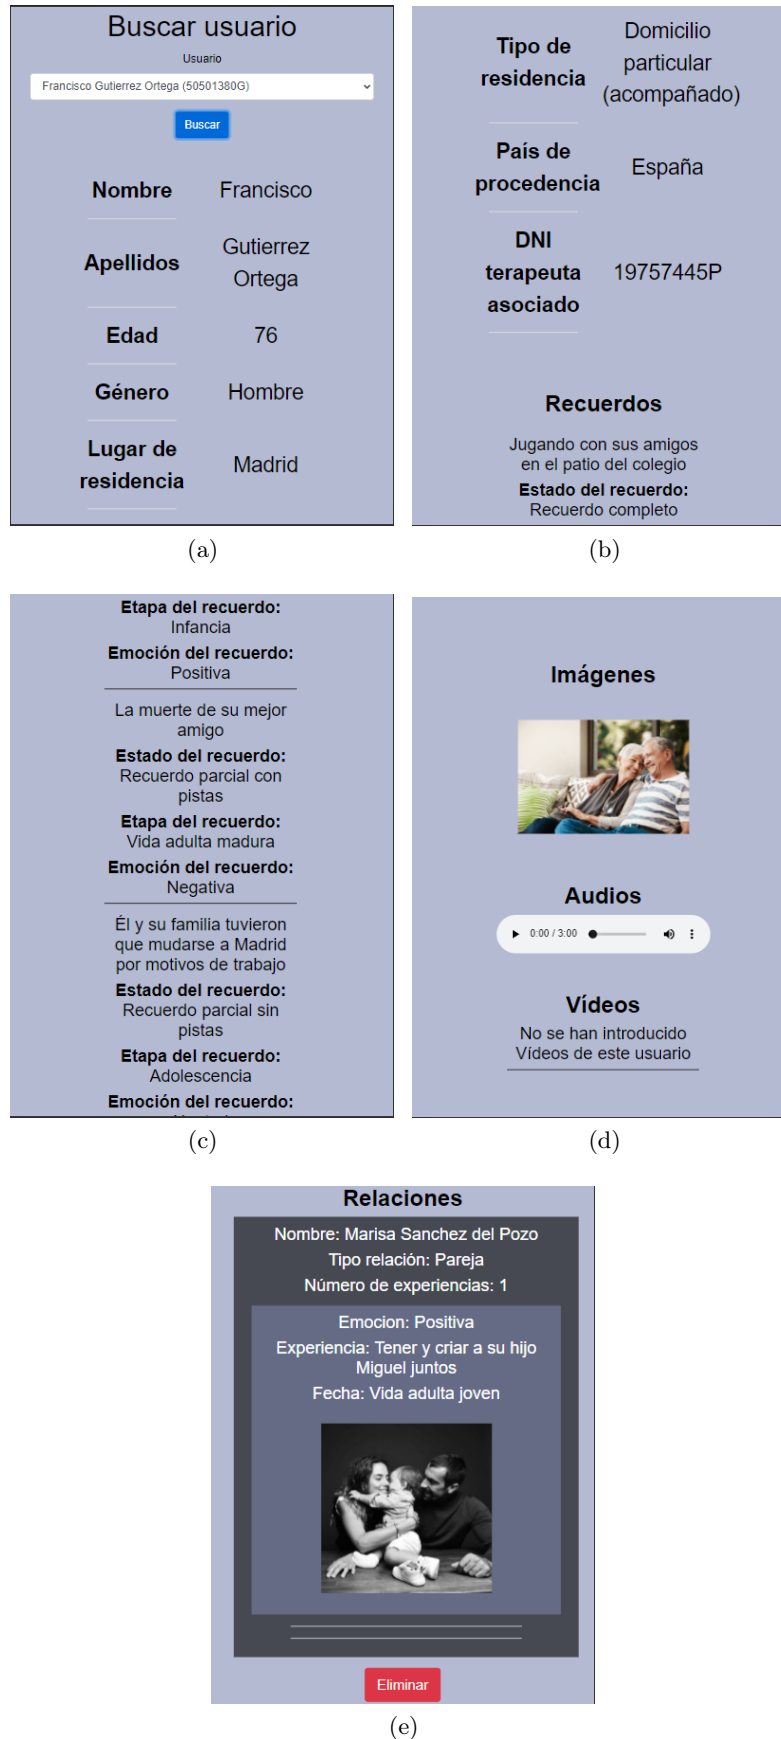 Buscar usuario
Usuario
Francisco Gutierrez Ortega (50501380G)
Buscar
Nombre Francisco
Apellidos Gutierrez
Ortega
Edad 76
Género Hombre
Lugar de
residencia Madrid
(a)
Tipo de
residencia Domicilio
particular
(acompañado)
País de
procedencia España
DNI
terapeuta
asociado 19757445P
Recuerdos
Jugando con sus amigos
en el patio del colegio
Estado del recuerdo:
Recuerdo completo
(b)
Etapa del recuerdo:
Infancia
Emoción del recuerdo:
Positiva
La muerte de su mejor
amigo
Estado del recuerdo:
Recuerdo parcial con
pistas
Etapa del recuerdo:
Vida adulta madura
Emoción del recuerdo:
Negativa
Él y su familia tuvieron
que mudarse a Madrid
por motivos de trabajo
Estado del recuerdo:
Recuerdo parcial sin
pistas
Etapa del recuerdo:
Adolescencia
Emoción del recuerdo:
(c)
Imágenes
Audios
0:00 / 3:00
Vídeos
No se han introducido
Vídeos de este usuario
(d)
Relaciones
Nombre: Marisa Sanchez del Pozo
Tipo relación: Pareja
Número de experiencias: 1
Emocion: Positiva
Experiencia: Tener y criar a su hijo
Miguel juntos
Fecha: Vida adulta joven
Eliminar
(e)